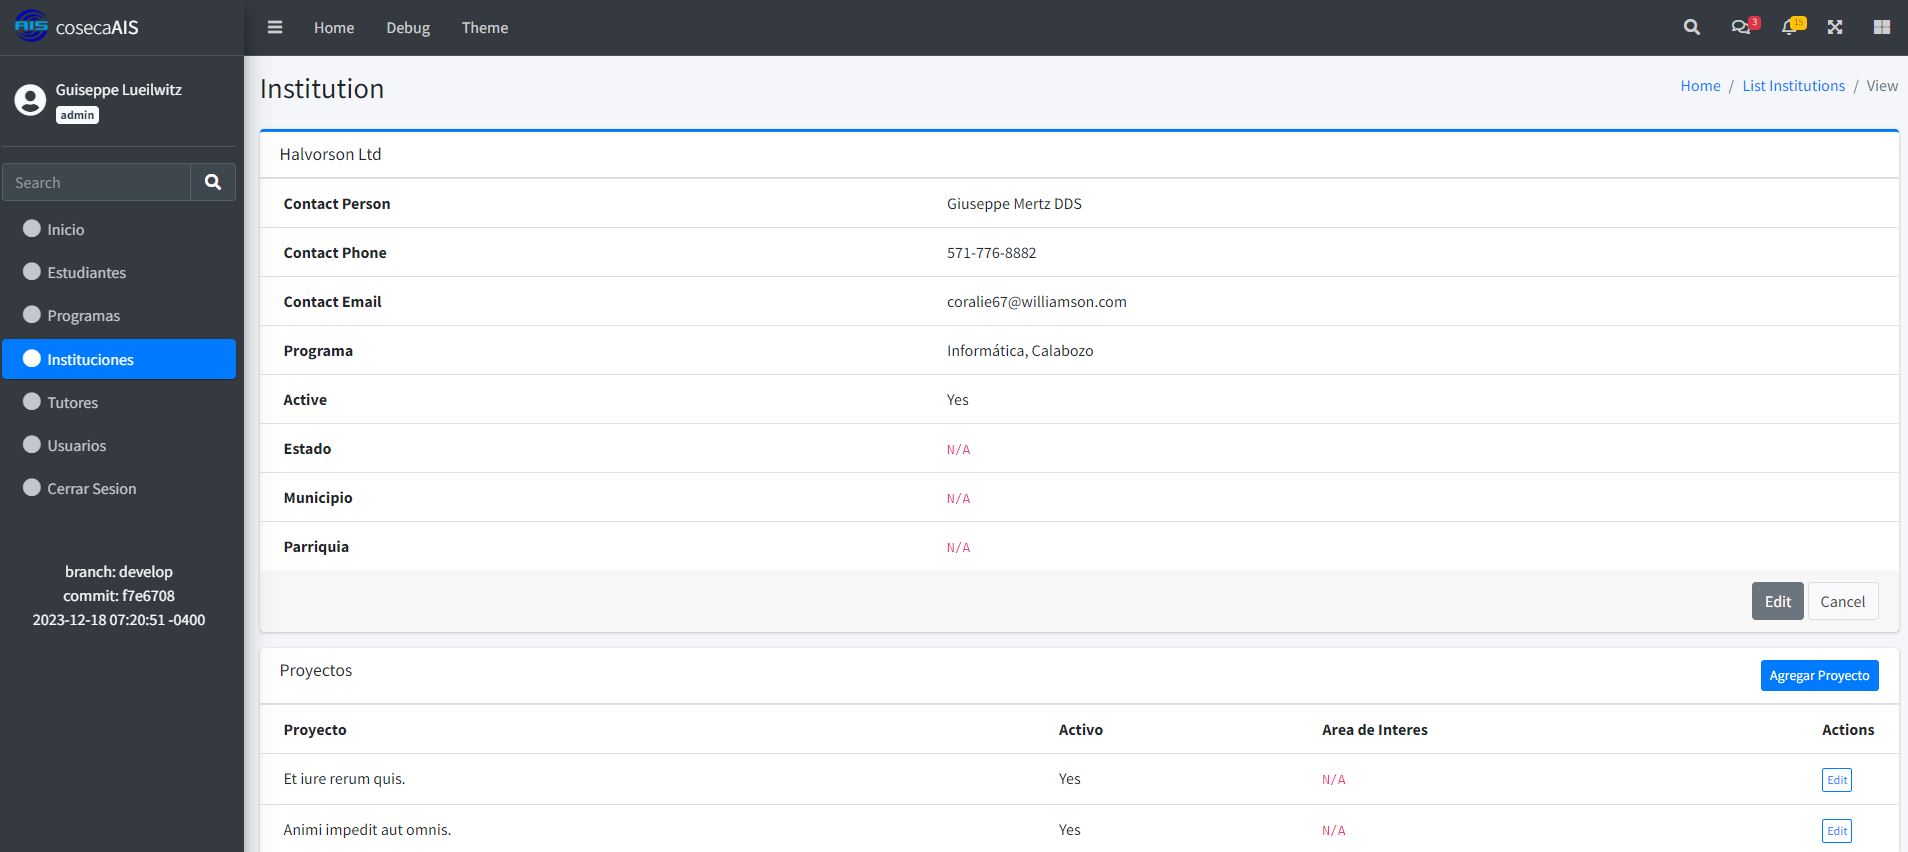 AIS cosecaAIS
Home Debug Theme
3 15
Guiseppe Lueilwitz
admin
Search
Inicio
Estudiantes
Programas
Instituciones
Tutores
Usuarios
Cerrar Sesion
branch: develop
commit: f7e6708
2023-12-18 07:20:51 -0400
Institution
Home / List Institutions / View
Halvorson Ltd
Contact Person Giuseppe Mertz DDS
Contact Phone 571-776-8882
Contact Email coralie67@williamson.com
Programa Informática, Calabozo
Active Yes
Estado N/A
Municipio N/A
Parriquia N/A
Edit Cancel
Proyectos Agregar Proyecto
Proyecto Activo Area de Interes Actions
Et iure rerum quis. Yes N/A Edit
Animi impedit aut omnis. Yes N/A Edit